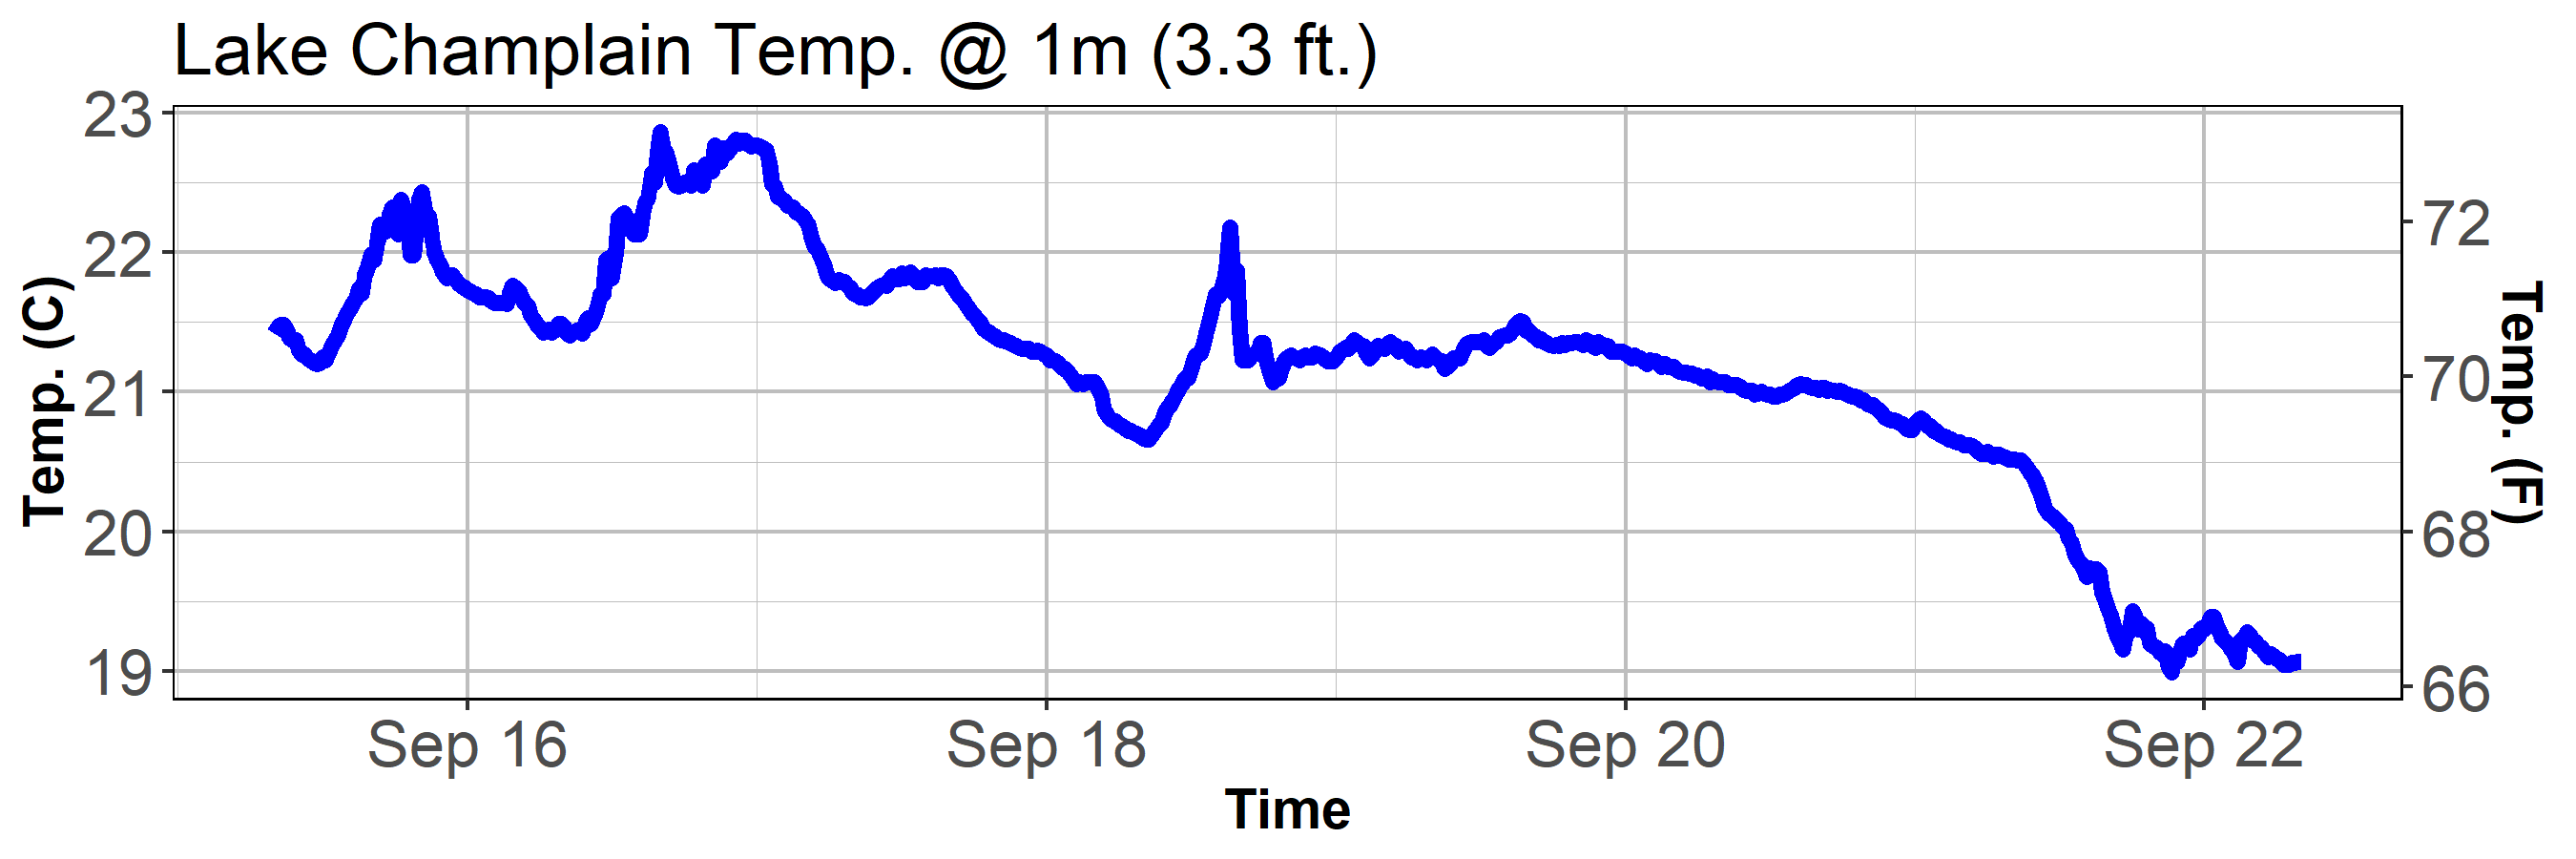 Lake Champlain Temp. @ 1m (3.3 ft.)
23
22
21
20
19
Temp. (C)
72
70
68
66
Temp. (F)
Sep 16 Sep 18 Sep 20 Sep 22
Time